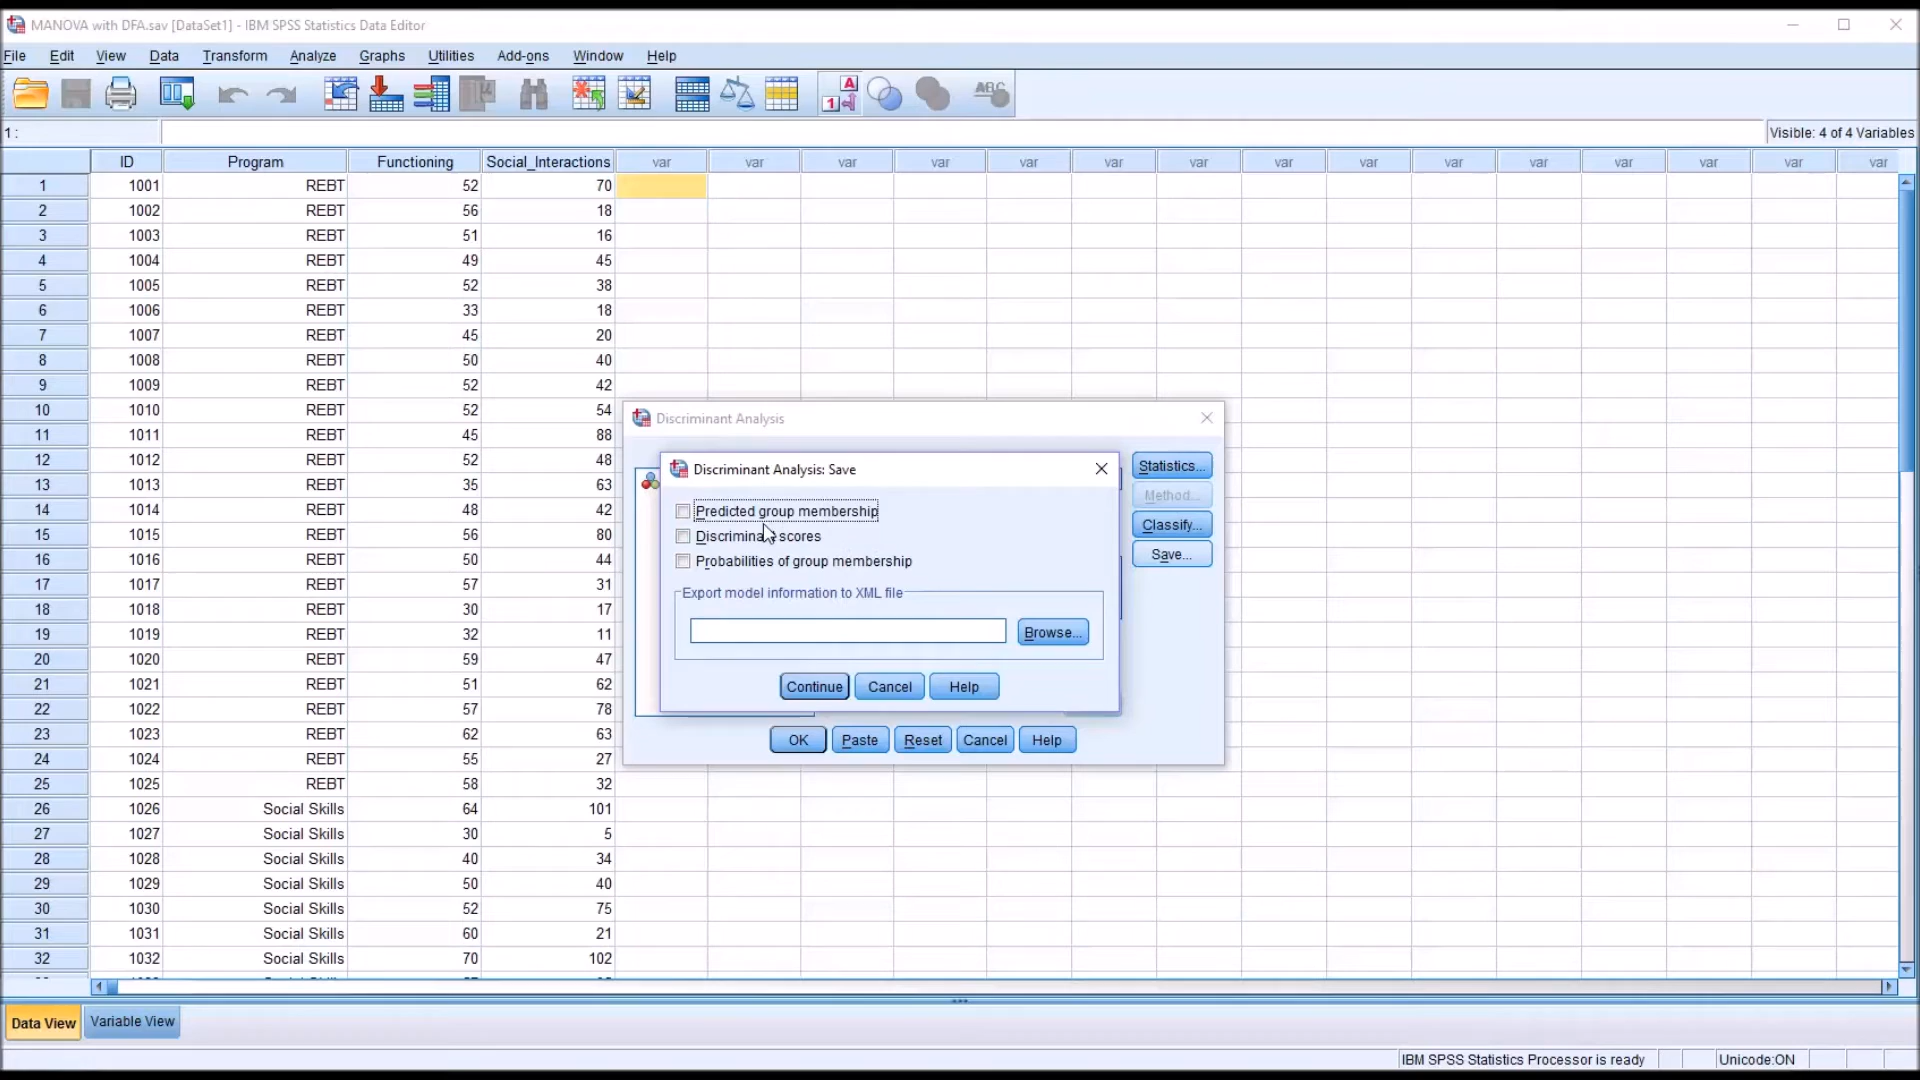 MANOVA with DFA.sav [DataSet1] - IBM SPSS Statistics Data Editor
File Edit View Data Transform Analyze Graphs Utilities Add-ons Window Help
1 A ABC
1 : Visible: 4 of 4 Variables
ID Program Functioning Social_Interactions var var var var var var var var var var var var var var
1 1001 REBT 52 70
2 1002 REBT 56 18
3 1003 REBT 51 16
4 1004 REBT 49 45
5 1005 REBT 52 38
6 1006 REBT 33 18
7 1007 REBT 45 20
8 1008 REBT 50 40
9 1009 REBT 52 42
10 1010 REBT 52 54
11 1011 REBT 45 88
12 1012 REBT 52 48
13 1013 REBT 35 63
14 1014 REBT 48 42
15 1015 REBT 56 80
16 1016 REBT 50 44
17 1017 REBT 57 31
18 1018 REBT 30 17
19 1019 REBT 32 11
20 1020 REBT 59 47
21 1021 REBT 51 62
22 1022 REBT 57 78
23 1023 REBT 62 63
24 1024 REBT 55 27
25 1025 REBT 58 32
26 1026 Social Skills 64 101
27 1027 Social Skills 30 5
28 1028 Social Skills 40 34
29 1029 Social Skills 50 40
30 1030 Social Skills 52 75
31 1031 Social Skills 60 21
32 1032 Social Skills 70 102
Discriminant Analysis
Statistics...
Method...
Classify...
Save...
Discriminant Analysis: Save
Predicted group membership
Discriminant scores
Probabilities of group membership
Export model information to XML file
Browse...
Continue Cancel Help
OK Paste Reset Cancel Help
Data View Variable View
IBM SPSS Statistics Processor is ready Unicode:ON